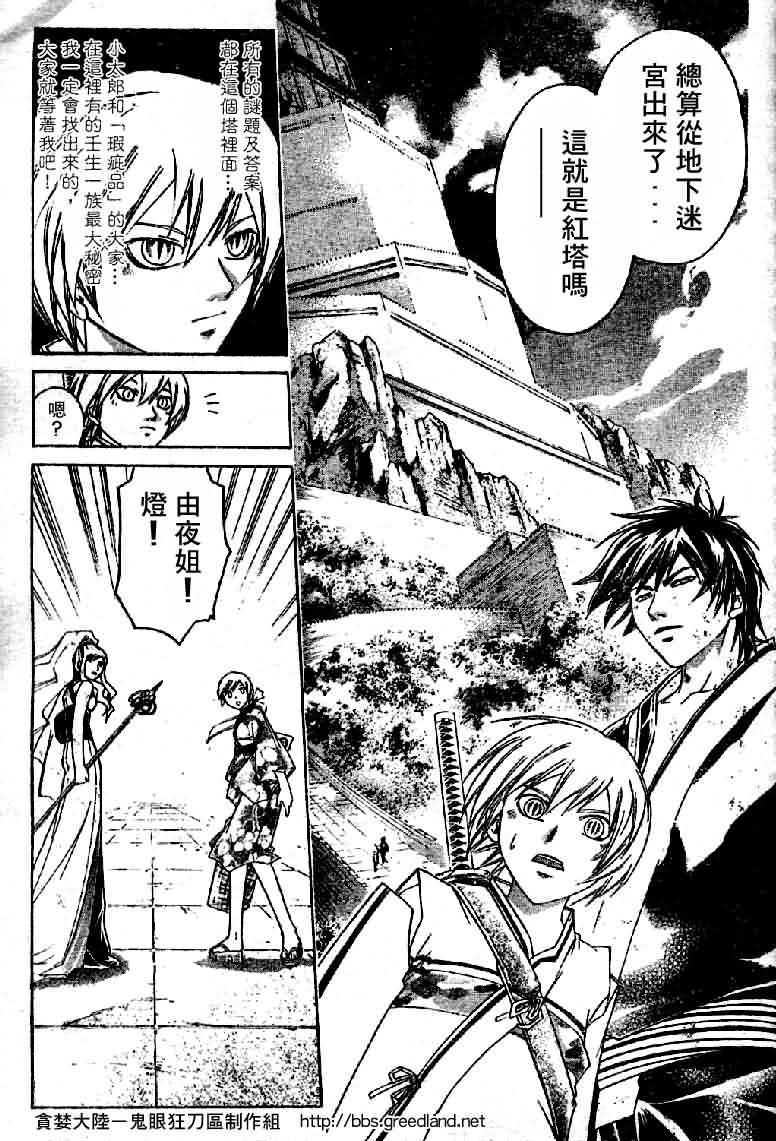 總算從地下迷
宮出來了...
這就是紅塔嗎
——
所有的謎題及答案
都在這個塔裡面…
小太郎和「瑕疵品」的大家…
在這裡有的壬生一族最大秘密
我一定會找出來的，
大家就等著我吧！
嗯？
由夜姐！
燈！
貪婪大陸－鬼眼狂刀區制作組 http://bbs.greedland.net